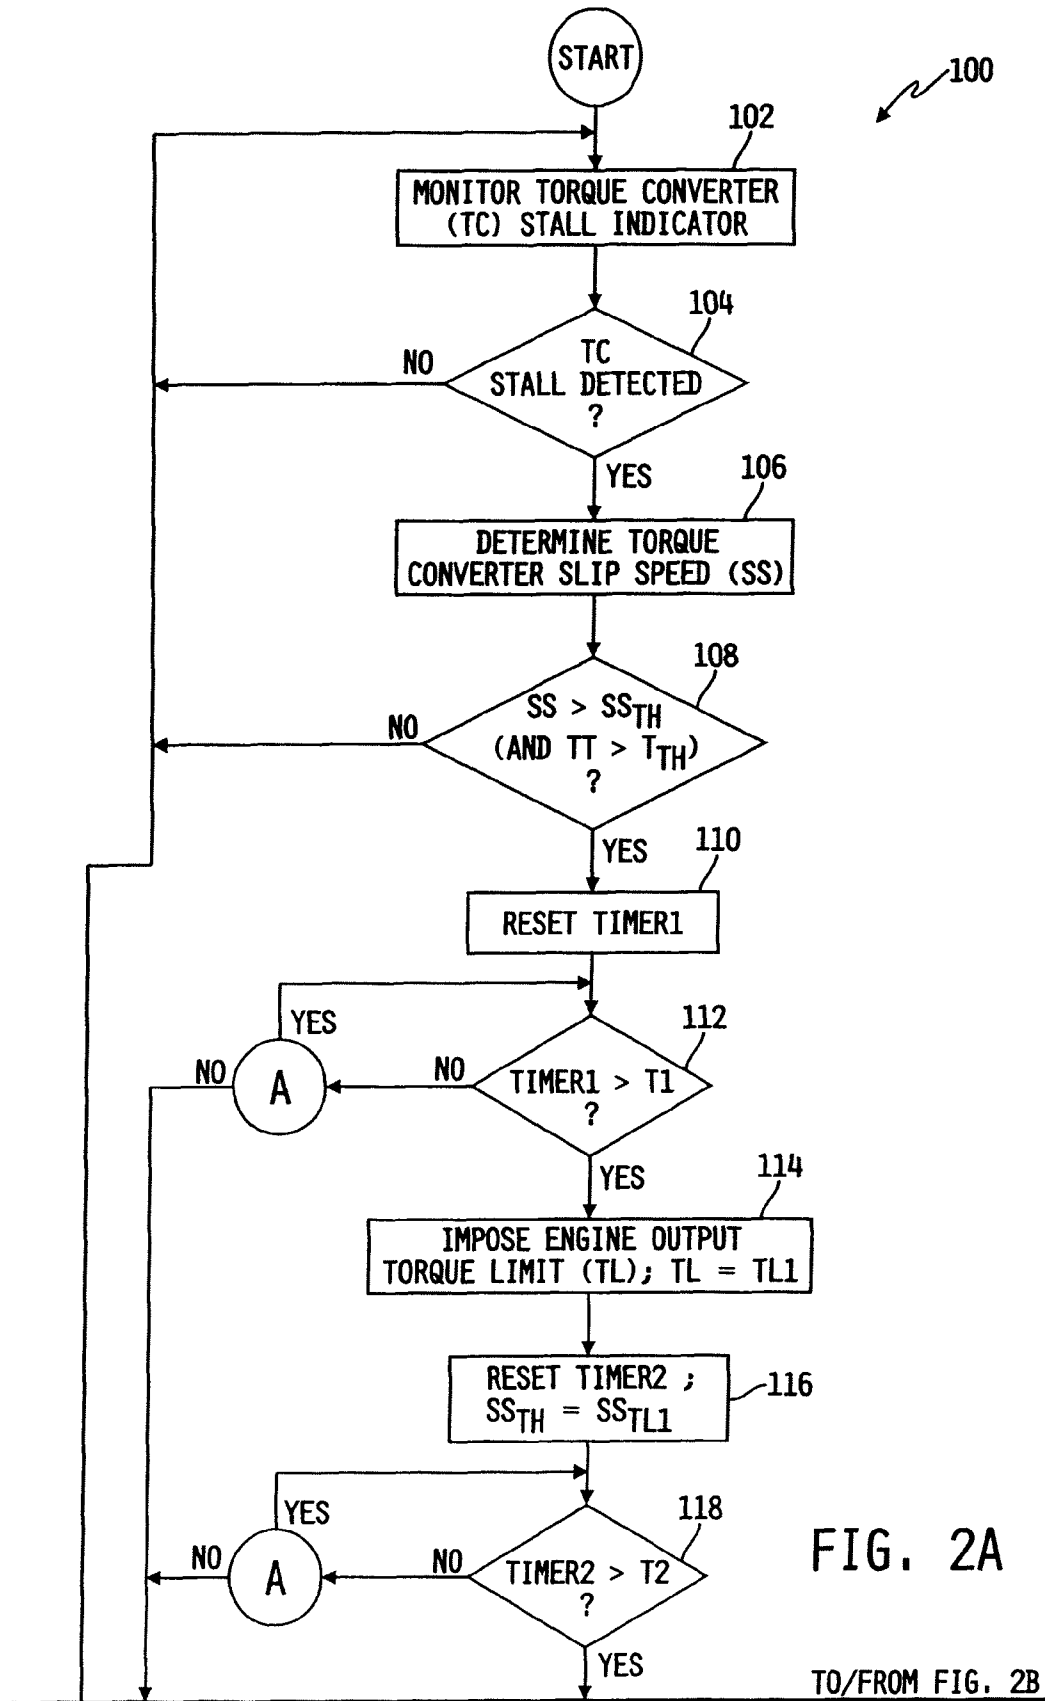 START
100
102
MONITOR TORQUE CONVERTER
(TC) STALL INDICATOR
104
TC
STALL DETECTED
?
NO
YES
106
DETERMINE TORQUE
CONVERTER SLIP SPEED (SS)
108
SS > SSTH
(AND TT > TTH)
?
NO
YES
110
RESET TIMER1
YES
112
NO
A
NO
TIMER1 > T1
?
YES
114
IMPOSE ENGINE OUTPUT
TORQUE LIMIT (TL); TL = TL1
RESET TIMER2 ;
SSTH = SSTL1
116
YES
118
NO
A
NO
TIMER2 > T2
?
YES
FIG. 2A
TO/FROM FIG. 2B